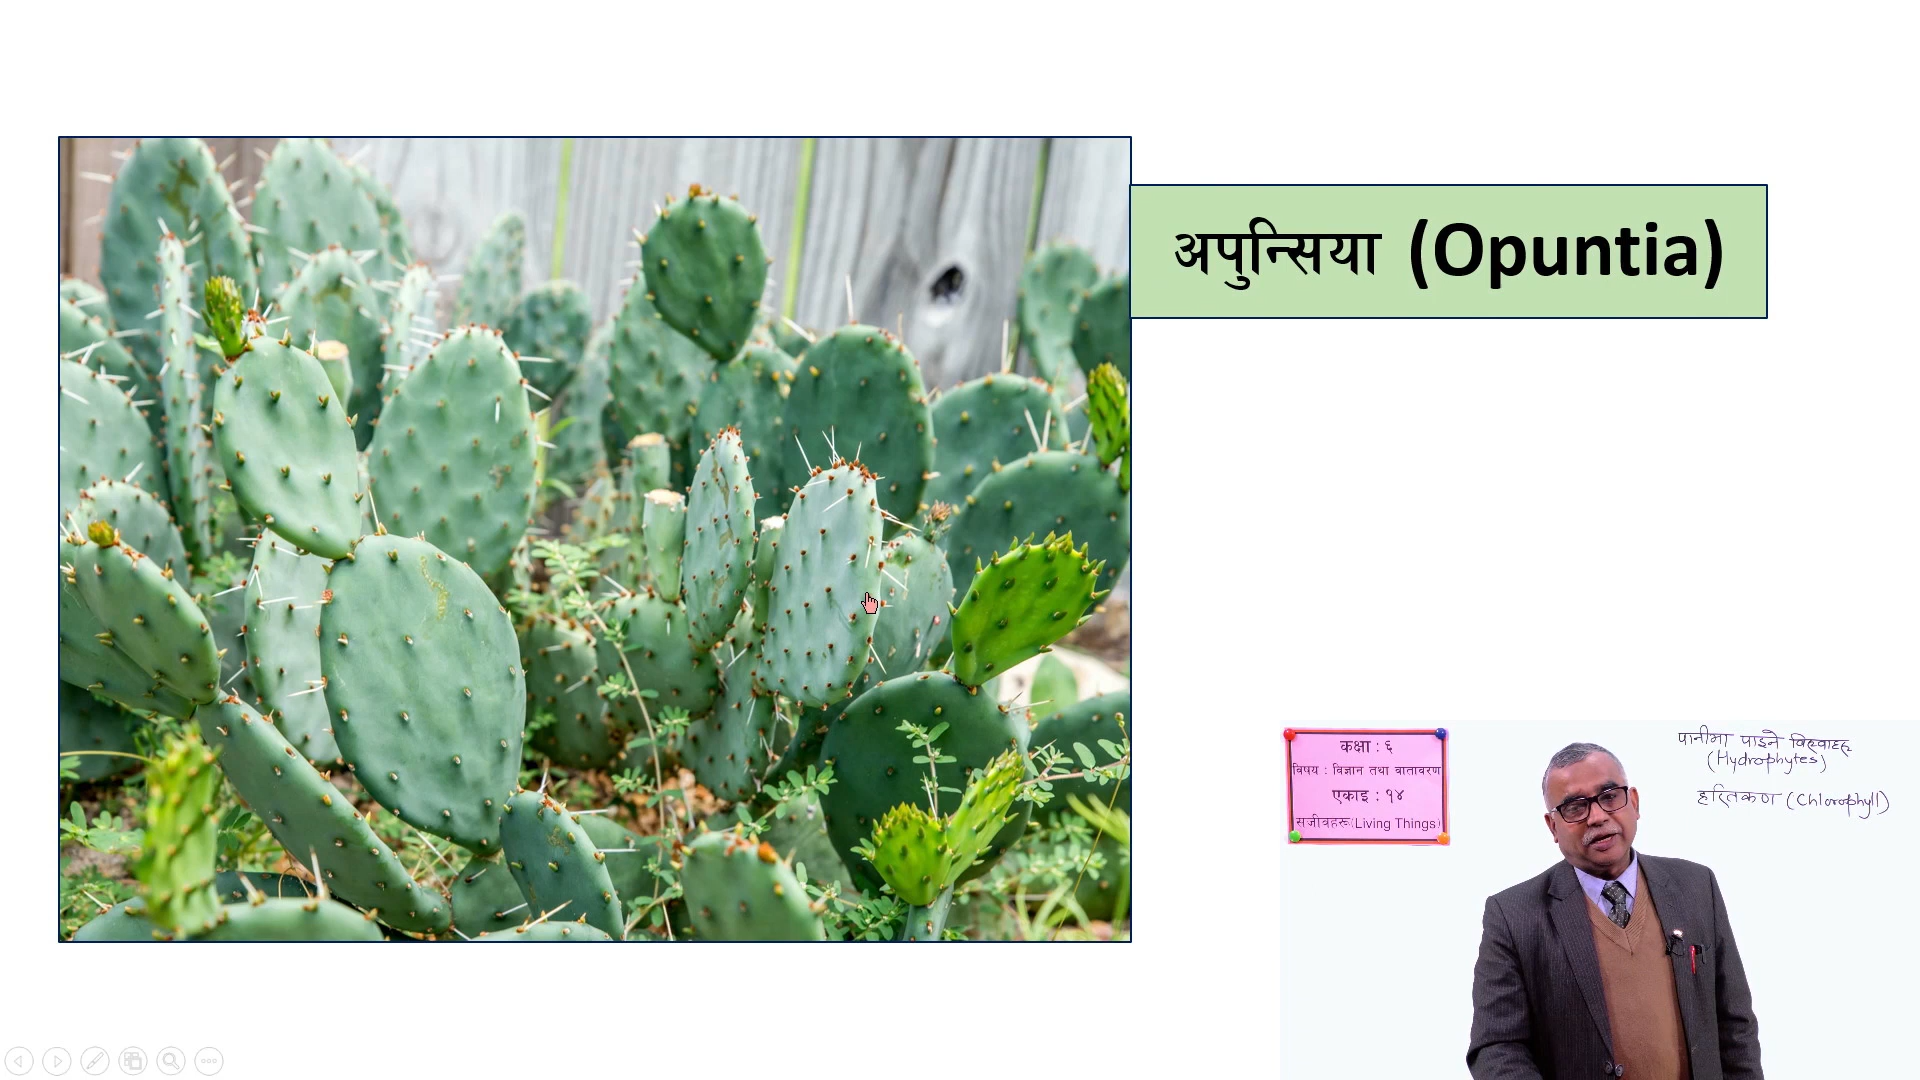 अपुन्सिया (Opuntia)
कक्षा : ६
विषय : विज्ञान तथा वातावरण
एकाइ : १४
सजीवहरू(Living Things)
पानीमा पाइने विरुवाहरू
(Hydrophytes)
हरितकण (Chlorophyll)